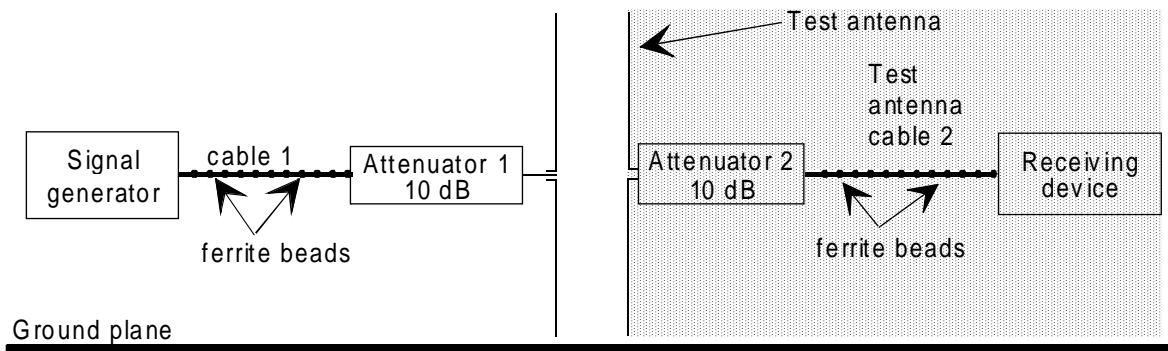 Test antenna
Test
antenna
cable 2
Signal
generator
cable 1
Attenuator 1
10 dB
Attenuator 2
10 dB
Receiving
device
ferrite beads
ferrite beads
Ground plane